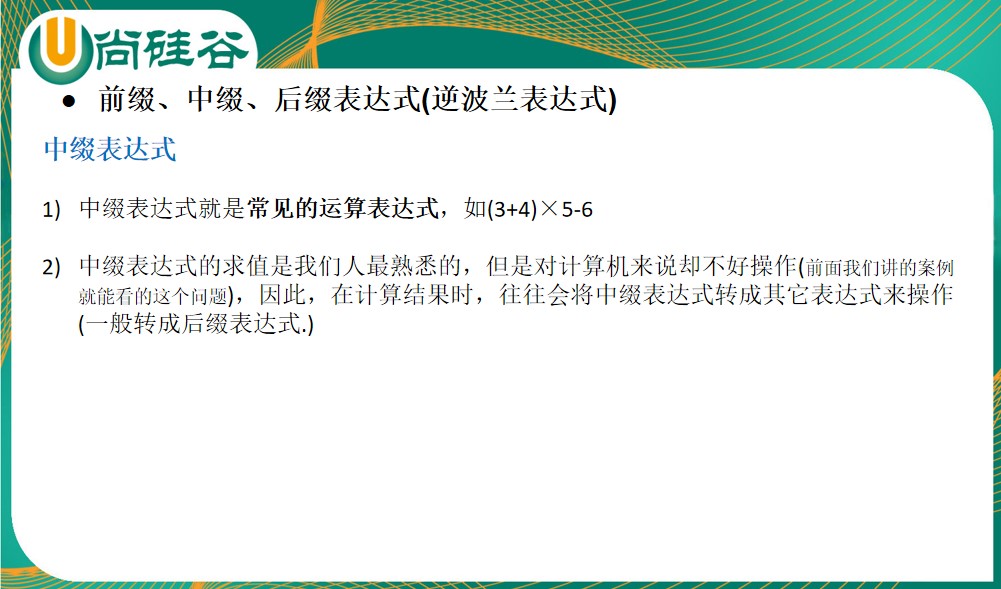 尚硅谷
● 前缀、中缀、后缀表达式(逆波兰表达式)
中缀表达式
1) 中缀表达式就是常见的运算表达式，如(3+4)×5-6
2) 中缀表达式的求值是我们人最熟悉的，但是对计算机来说却不好操作(前面我们讲的案例
就能看的这个问题)，因此，在计算结果时，往往会将中缀表达式转成其它表达式来操作
(一般转成后缀表达式.)